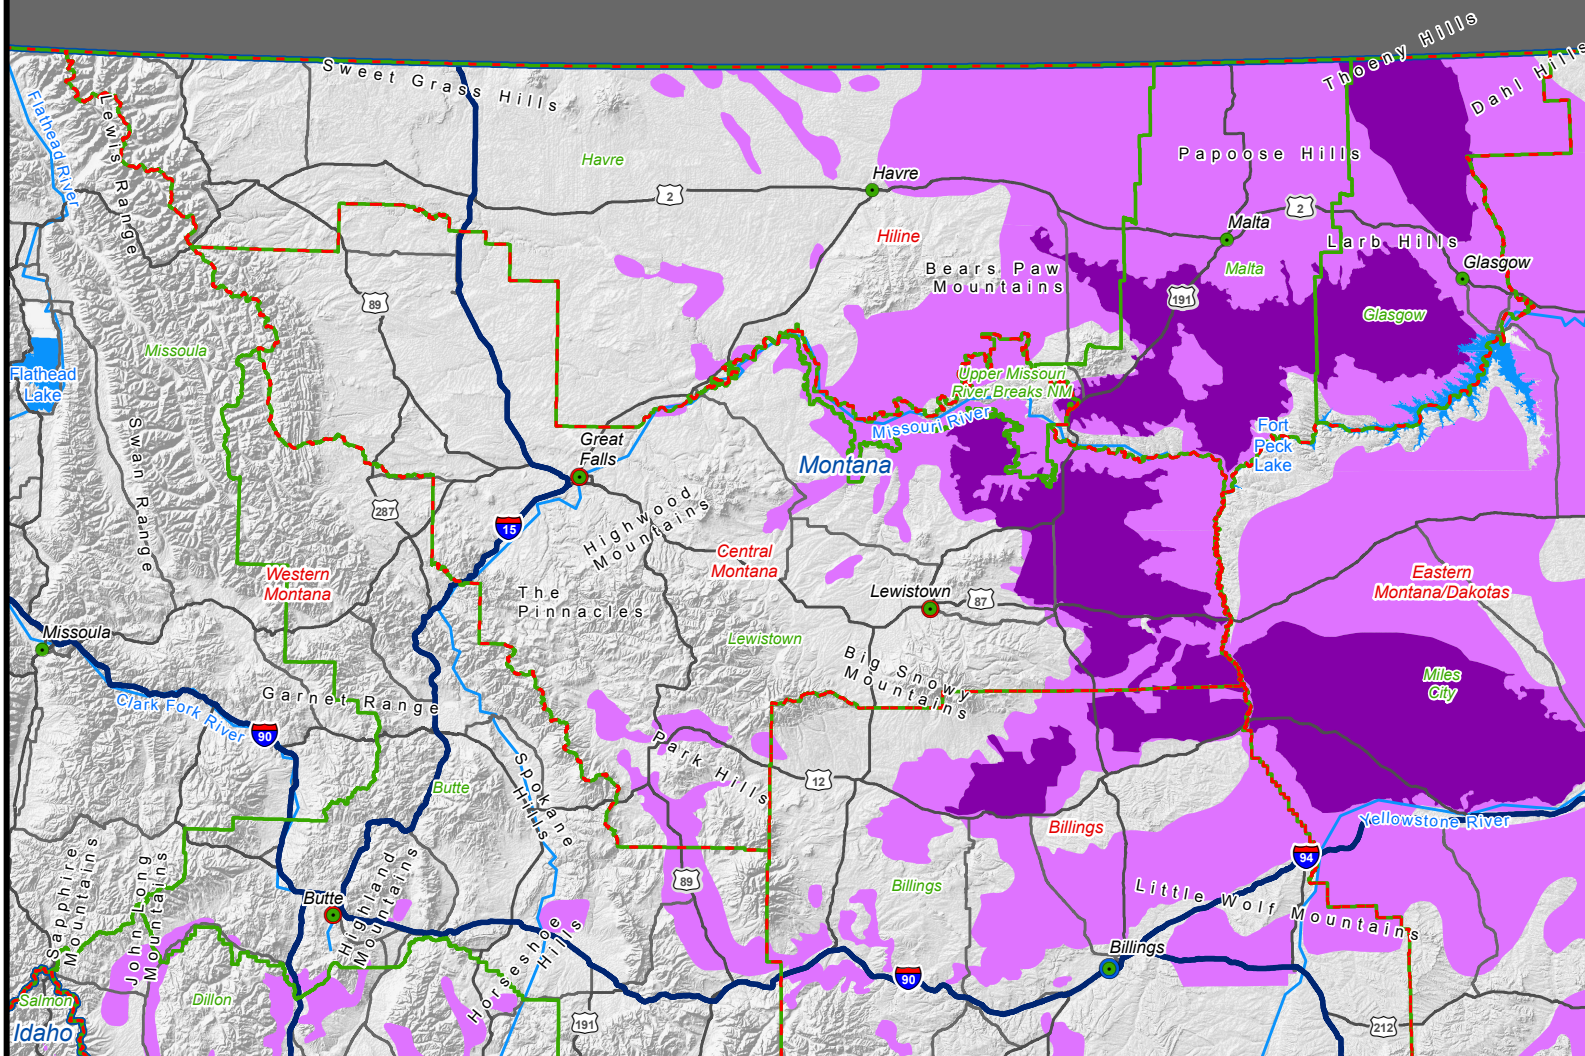 Thoeny Hills
Sweet Grass Hills
Dahl Hills
Flathead River
Lewis Range
Havre
Papoose Hills
Havre
2
2
Malta
Hiline
Larb Hills
Glasgow
Bears Paw
Mountains
Malta
89
191
Glasgow
Missoula
Flathead
Lake
Upper Missouri
River Breaks NM
Missouri River
Swan Range
Great
Falls
Fort
Peck
Lake
Montana
287
15
Highwood
Mountains
Central
Montana
Western
Montana
Eastern
Montana/Dakotas
The
Pinnacles
Lewistown
87
Missoula
Lewistown
Big Snowy
Mountains
Miles
City
Garnet Range
Clark Fork River
90
Spokane
Hills
Park Hills
12
Butte
Billings
Yellowstone River
94
Sapphire
Mountains
John Long
Mountains
Highland
Mountains
89
Billings
Little Wolf Mountains
Butte
Horseshoe
Hills
Billings
90
Salmon
Dillon
191
212
Idaho